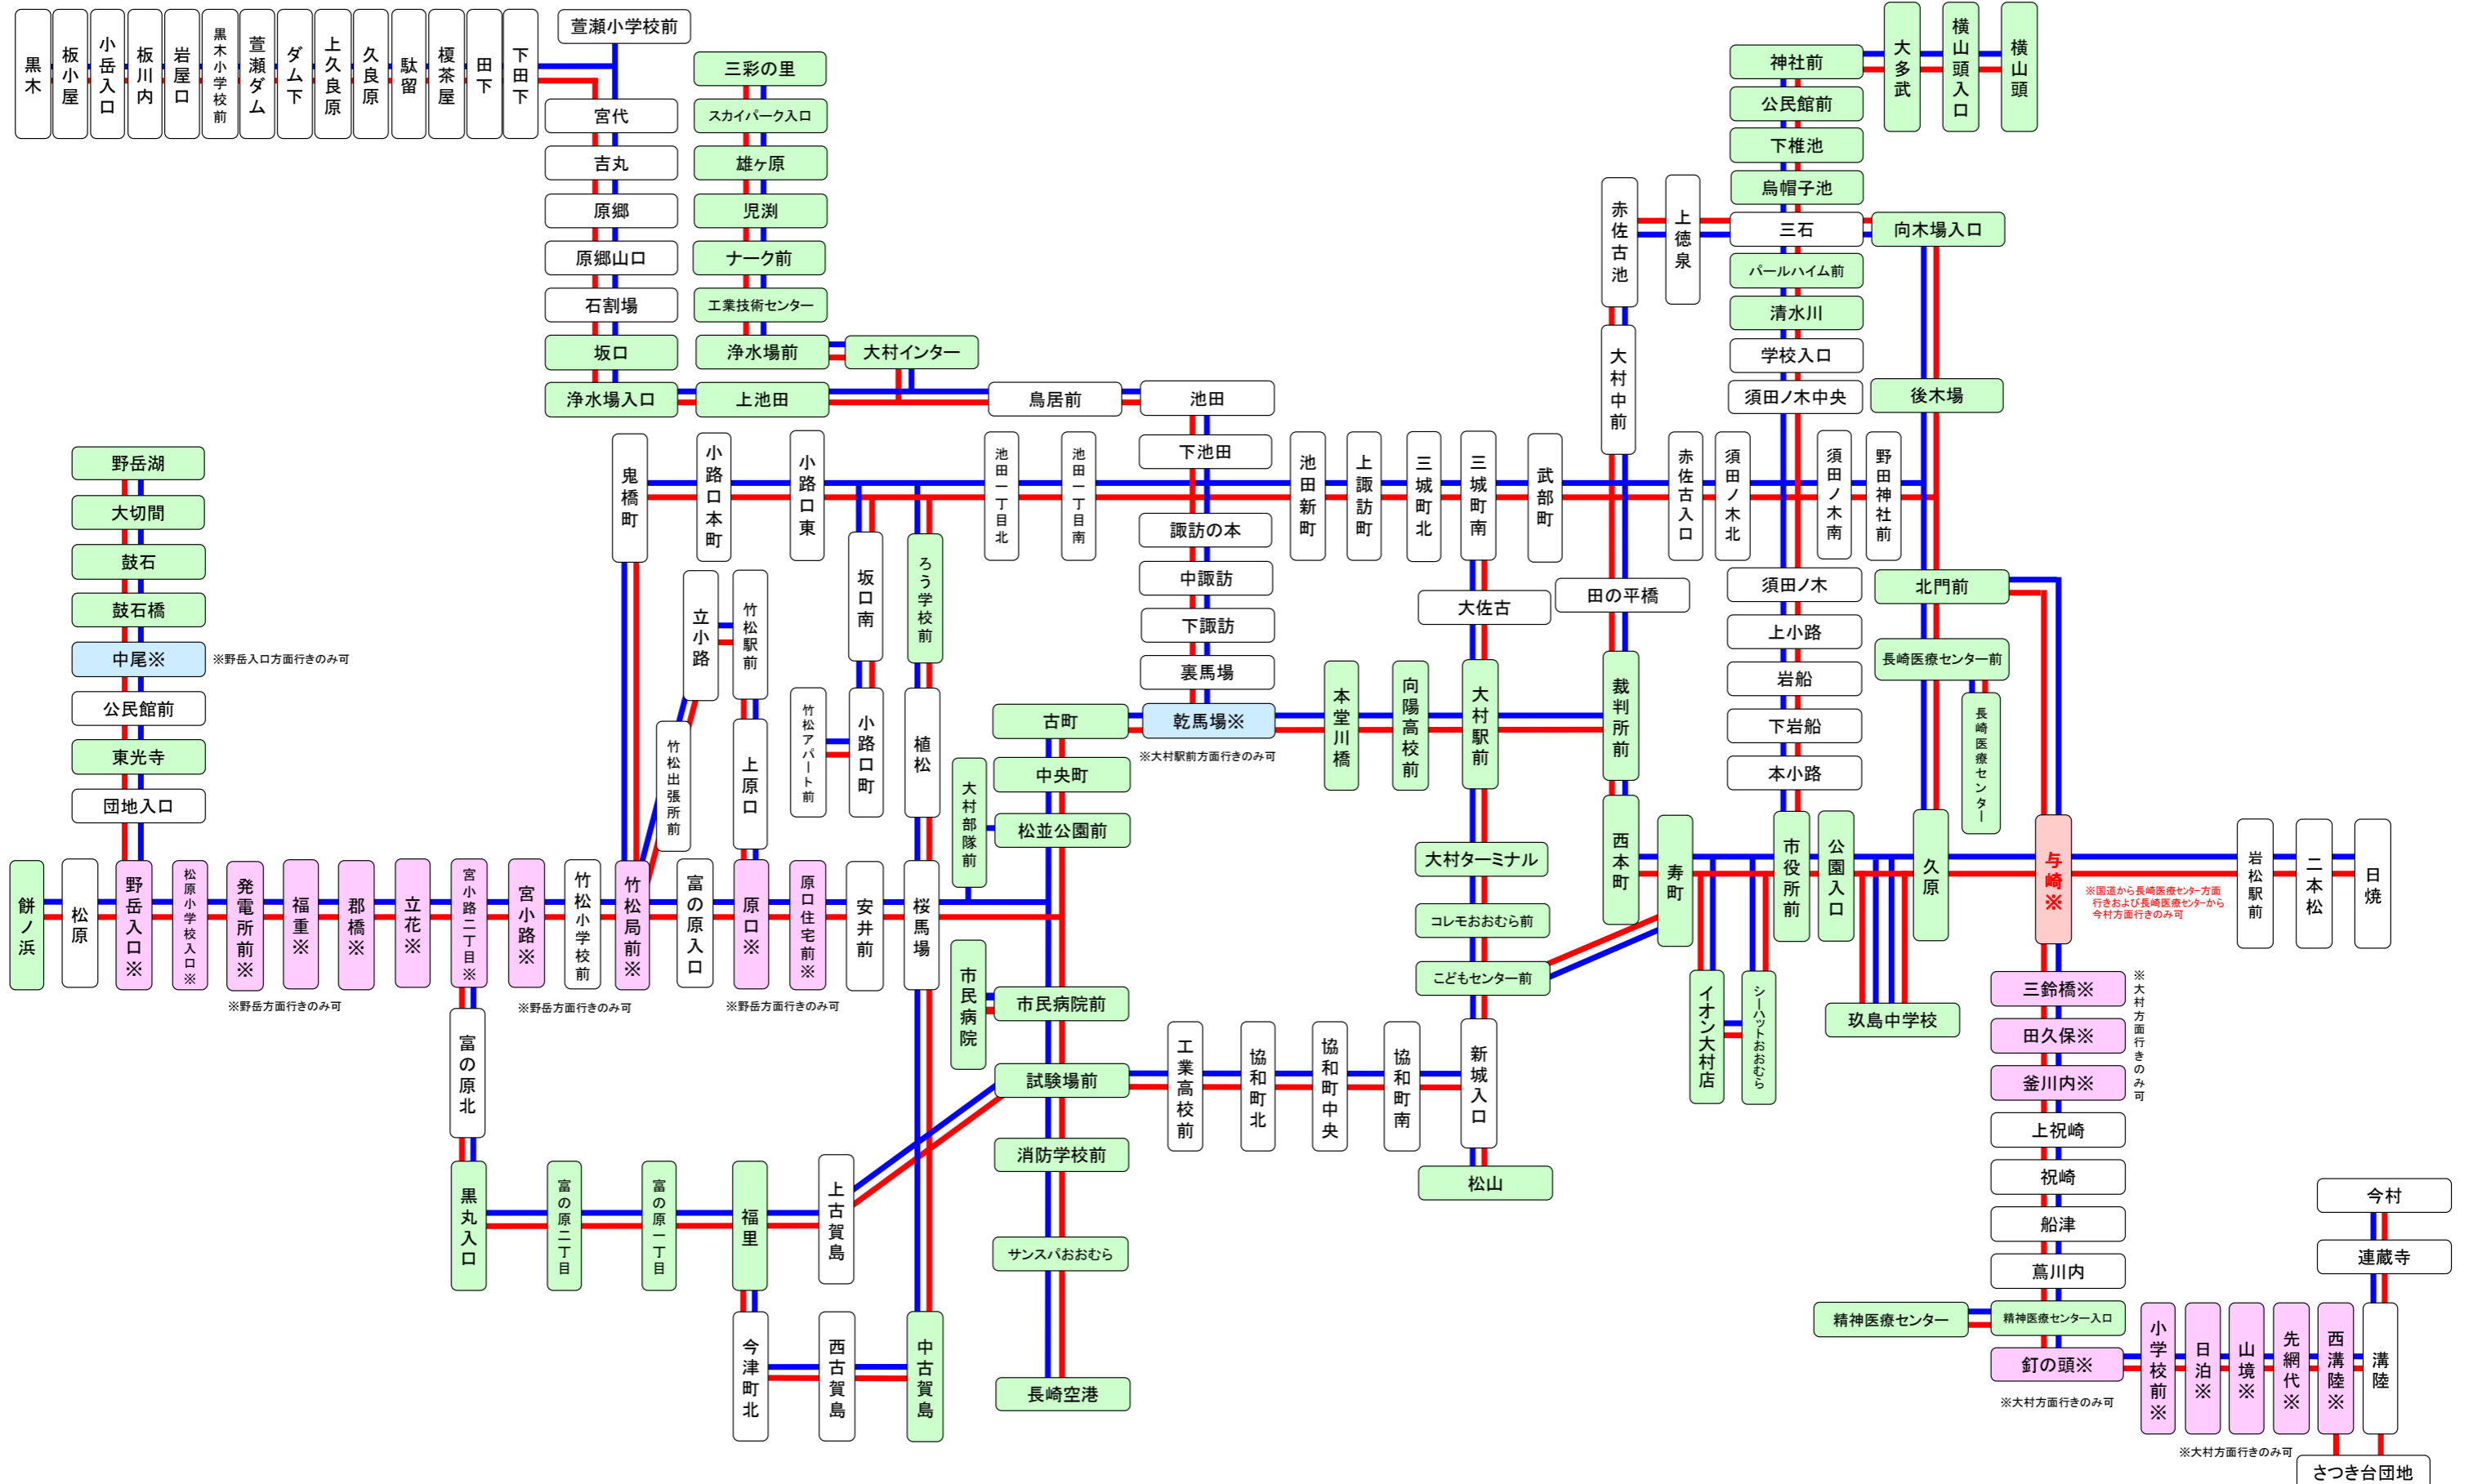 黒木
板小屋
小岳入口
板川内
岩屋口
黒木小学校前
萱瀬ダム
ダム下
上久良原
久良原
駄留
榎茶屋
田下
下田下
萱瀬小学校前
宮代
吉丸
原郷
原郷山口
石割場
坂口
浄水場入口
三彩の里
スカイパーク入口
雄ヶ原
児渕
ナーク前
工業技術センター
浄水場前
大村インター
上池田
鳥居前
池田
下池田
諏訪の本
中諏訪
下諏訪
裏馬場
乾馬場※
※大村駅前方面行きのみ可
神社前
大多武
横山頭入口
横山頭
公民館前
下椎池
烏帽子池
赤佐古池
上徳泉
三石
向木場入口
パールハイム前
清水川
学校入口
須田ノ木中央
大村中前
後木場
鬼橋町
小路口本町
小路口東
池田一丁目北
池田一丁目南
池田新町
上諏訪町
三城町北
三城町南
武部町
赤佐古入口
須田ノ木北
須田ノ木南
野田神社前
野岳湖
大切間
鼓石
鼓石橋
中尾※
※野岳入口方面行きのみ可
公民館前
東光寺
団地入口
立小路
竹松駅前
竹松出張所前
上原口
坂口南
竹松アパート前
小路口町
ろう学校前
植松
大村部隊前
古町
中央町
松並公園前
本堂川橋
向陽高校前
大佐古
大村駅前
田の平橋
裁判所前
西本町
寿町
須田ノ木
上小路
岩船
下岩船
本小路
北門前
長崎医療センター前
長崎医療センター
餅ノ浜
松原
野岳入口※
松原小学校入口※
発電所前※
福重※
郡橋※
立花※
宮小路二丁目※
宮小路※
竹松小学校前
竹松局前※
富の原入口
原口※
原口住宅前※
安井前
桜馬場
※野岳方面行きのみ可
※野岳方面行きのみ可
※野岳方面行きのみ可
大村ターミナル
コレモおおむら前
こどもセンター前
市役所前
公園入口
久原
与崎※
※国道から長崎医療センター方面
行きおよび長崎医療センターから
今村方面行きのみ可
岩松駅前
二本松
日焼
イオン大村店
シーハットおおむら
玖島中学校
市民病院
市民病院前
試験場前
工業高校前
協和町北
協和町中央
協和町南
新城入口
松山
消防学校前
サンスパおおむら
長崎空港
富の原北
黒丸入口
富の原二丁目
富の原一丁目
福里
上古賀島
今津町北
西古賀島
中古賀島
三鈴橋※
田久保※
釜川内※
※大村方面行きのみ可
上祝崎
祝崎
船津
蔦川内
精神医療センター
精神医療センター入口
釘の頭※
※大村方面行きのみ可
小学校前※
日泊※
山境※
先網代※
西溝陸※
溝陸
※大村方面行きのみ可
今村
連蔵寺
さつき台団地